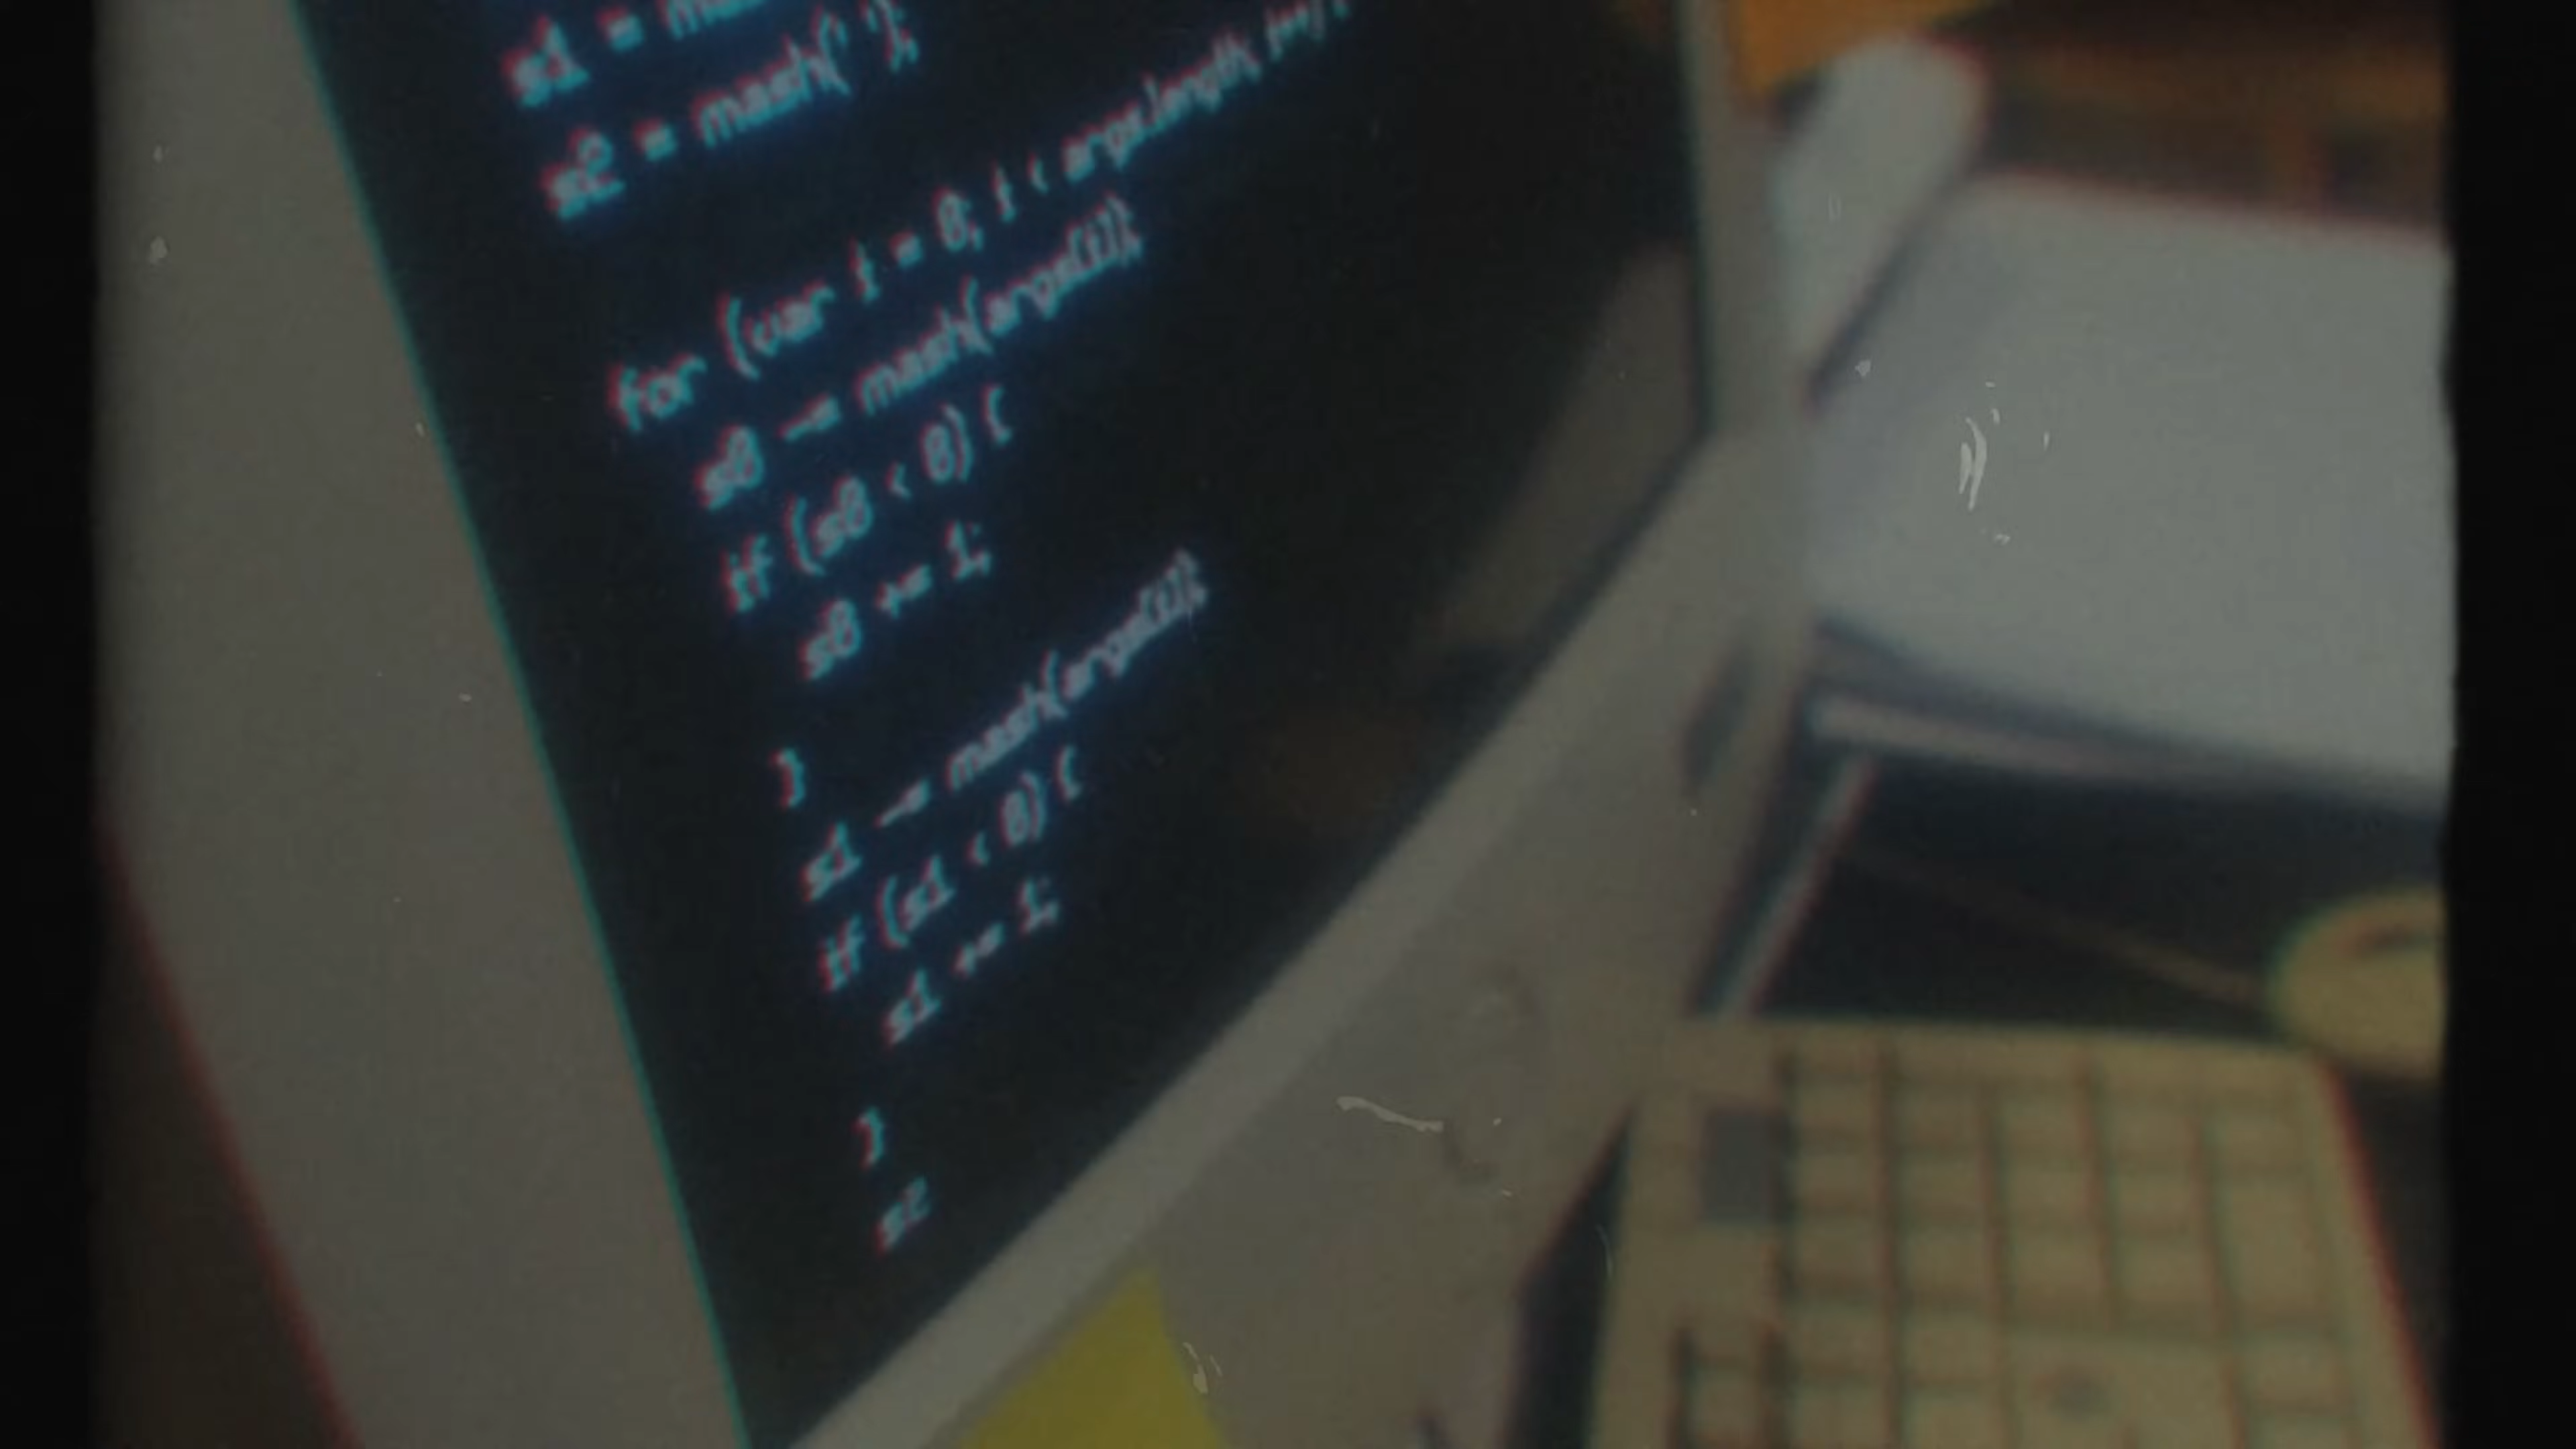 s1 = mas
s2 = mash(' ');
for (var i = 0; i < args.length; i++)
s0 -= mash(args[i]);
if (s0 < 0) {
s0 += 1;
}
s1 -= mash(args[i]);
if (s1 < 0) {
s1 += 1;
}
s2